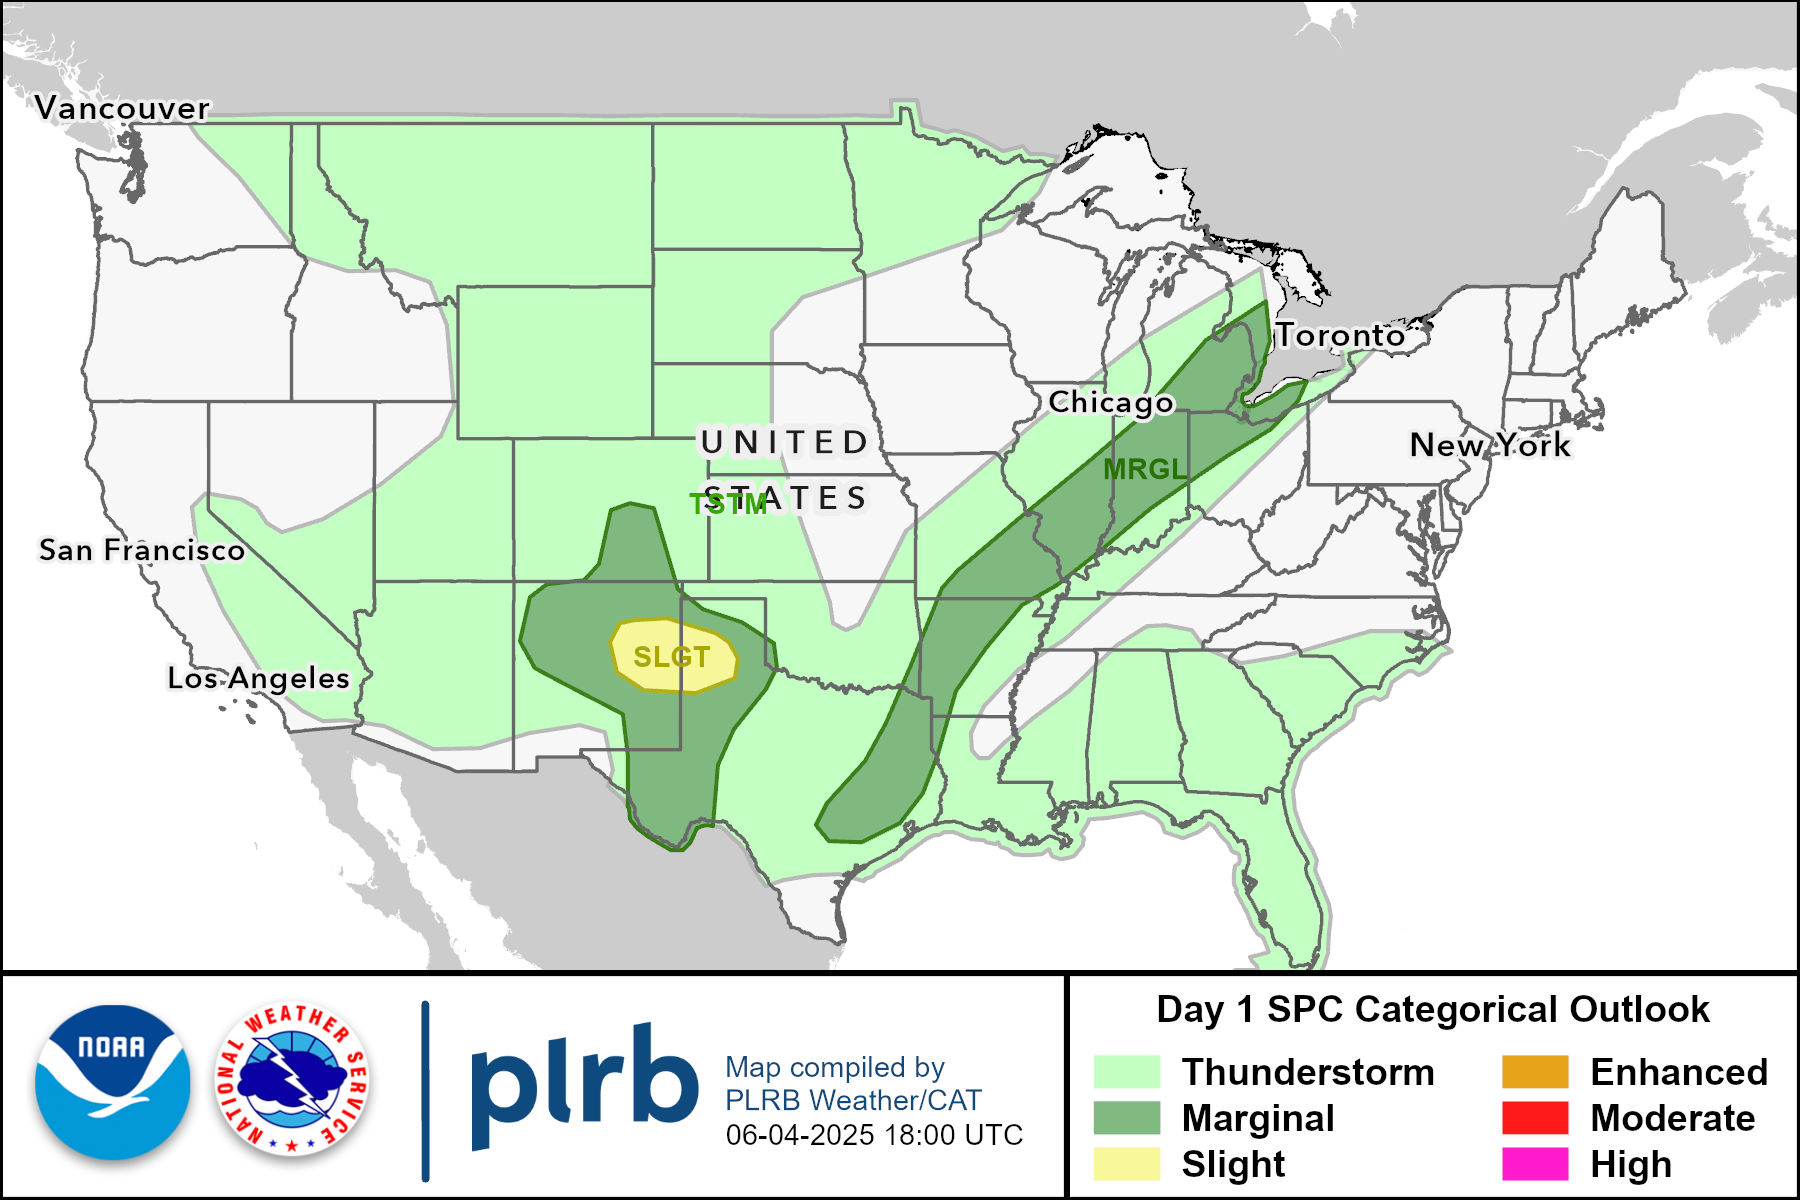 Vancouver
Toronto
Chicago
UNITED
New York
MRGL
STATES
TSTM
San Francisco
SLGT
Los Angeles
NOAA
NATIONAL WEATHER SERVICE
plrb
Map compiled by
PLRB Weather/CAT
06-04-2025 18:00 UTC
Day 1 SPC Categorical Outlook
Thunderstorm
Enhanced
Marginal
Moderate
Slight
High